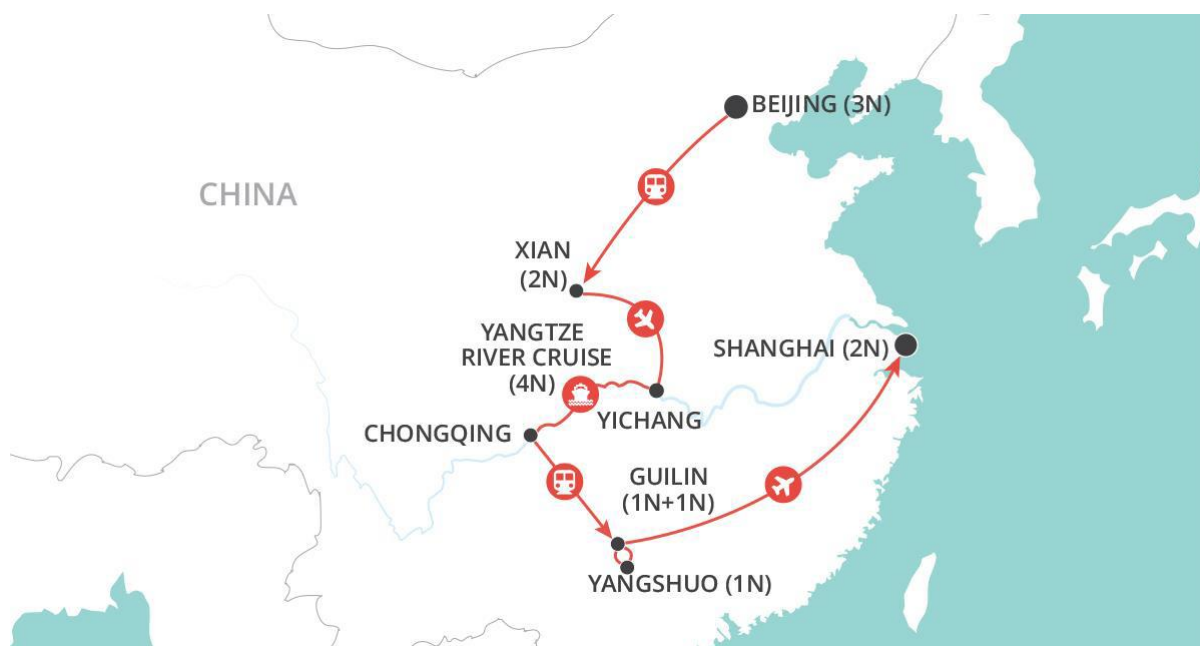 BEIJING (3N)
CHINA
XIAN
(2N)
YANGTZE
RIVER CRUISE
(4N)
SHANGHAI (2N)
YICHANG
CHONGQING
GUILIN
(1N+1N)
YANGSHUO (1N)